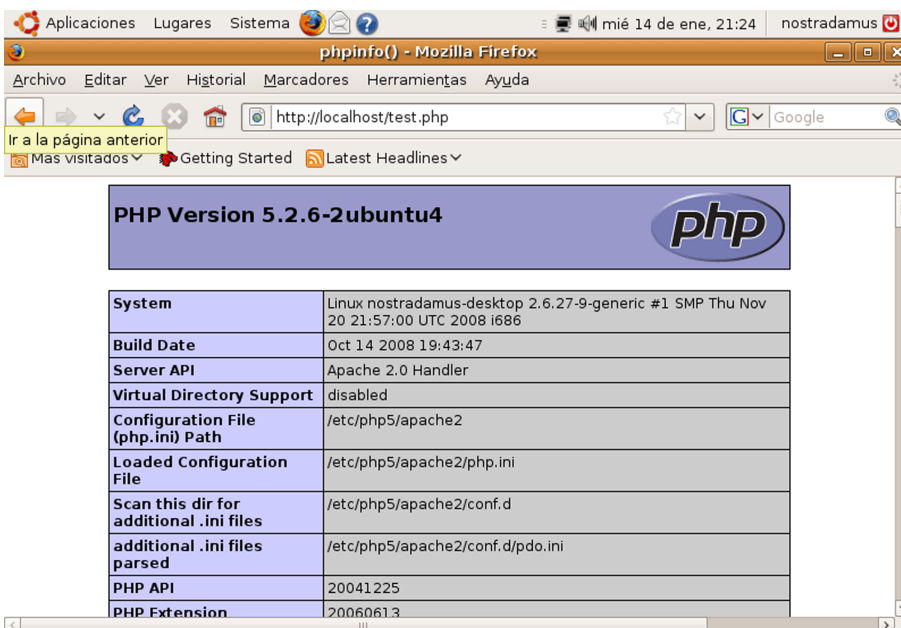 Aplicaciones Lugares Sistema mié 14 de ene, 21:24 nostradamus
phpinfo() - Mozilla Firefox
Archivo Editar Ver Historial Marcadores Herramientas Ayuda
http://localhost/test.php G Google
Ir a la página anterior
Más visitados Getting Started Latest Headlines
PHP Version 5.2.6-2ubuntu4 php
System Linux nostradamus-desktop 2.6.27-9-generic #1 SMP Thu Nov
20 21:57:00 UTC 2008 i686
Build Date Oct 14 2008 19:43:47
Server API Apache 2.0 Handler
Virtual Directory Support disabled
Configuration File /etc/php5/apache2
(php.ini) Path
Loaded Configuration /etc/php5/apache2/php.ini
File
Scan this dir for /etc/php5/apache2/conf.d
additional .ini files
additional .ini files /etc/php5/apache2/conf.d/pdo.ini
parsed
PHP API 20041225
PHP Extension 20060613